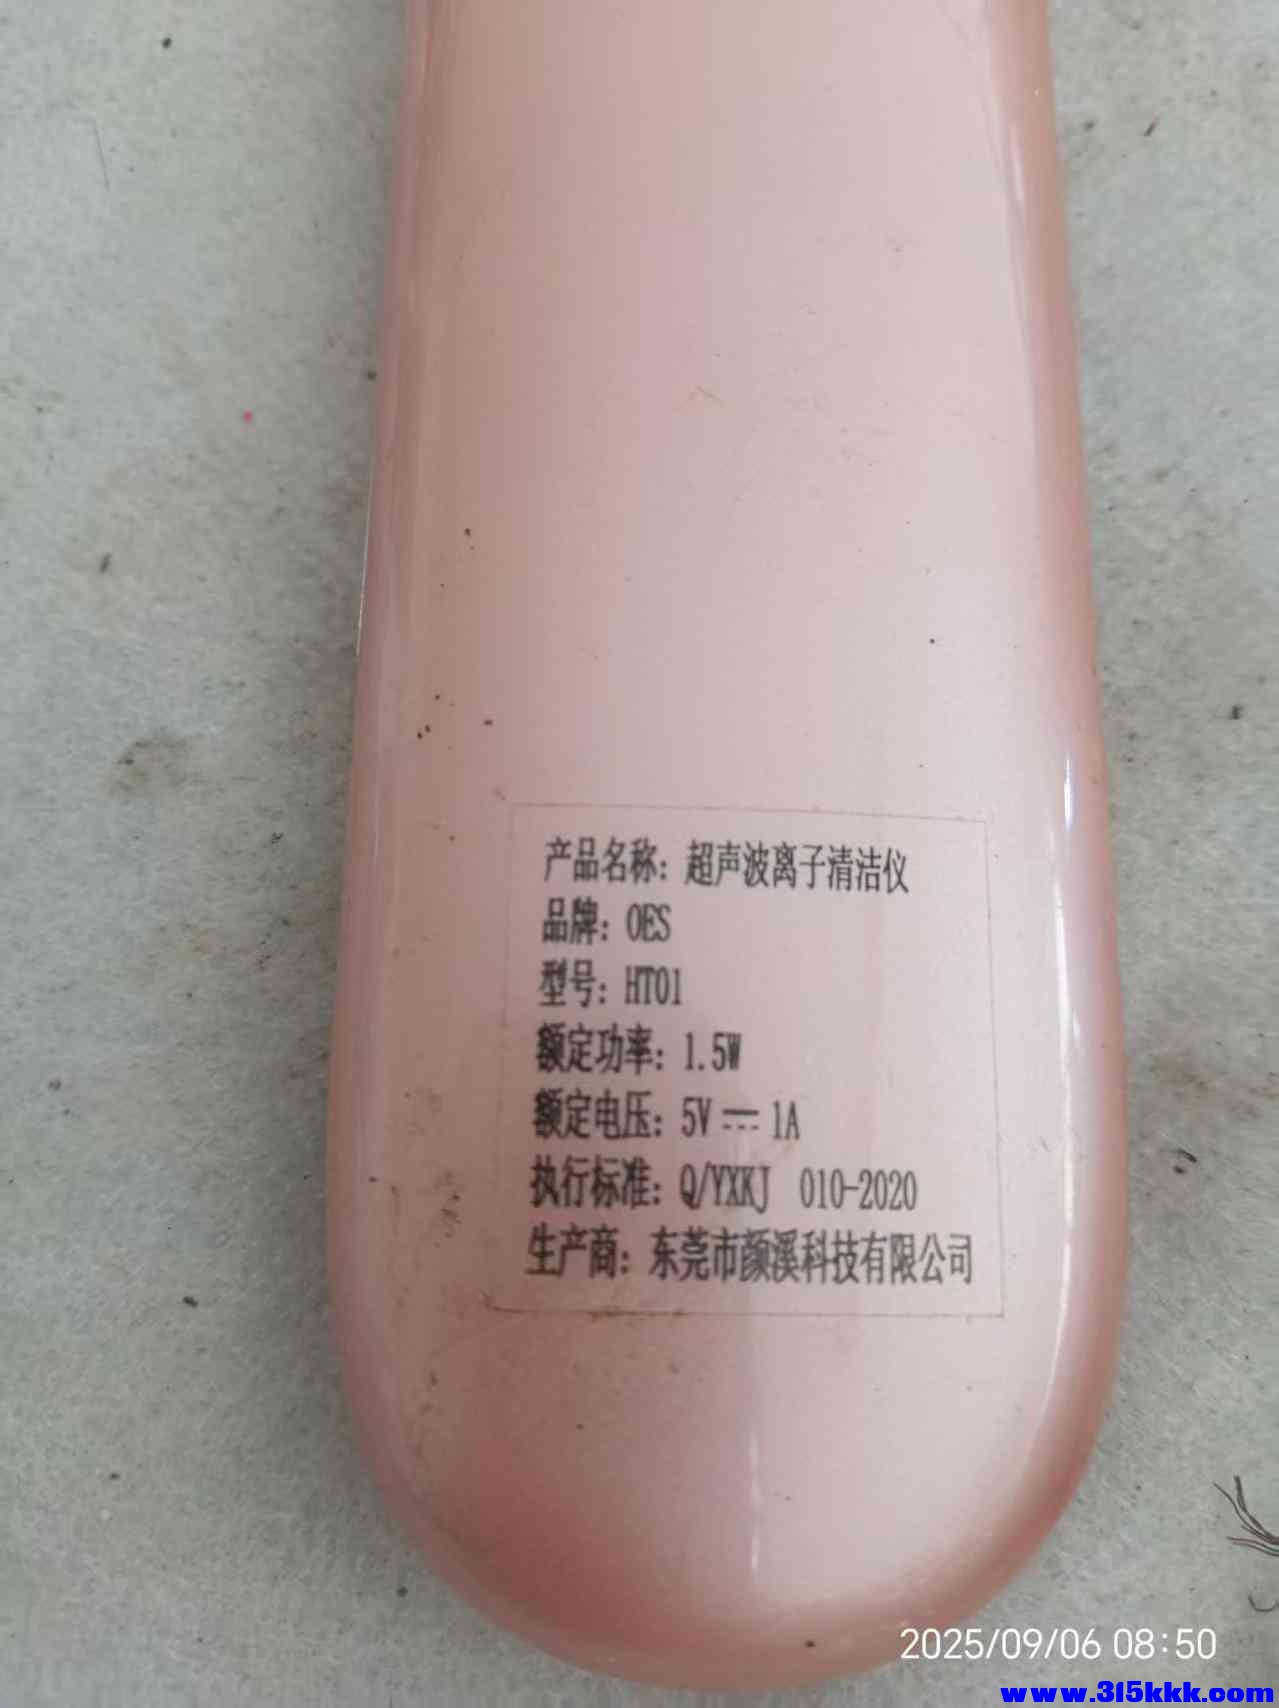 产品名称：超声波离子清洁仪
品牌：OES
型号：HT01
额定功率：1.5W
额定电压：5V⎓1A
执行标准：Q/YXKJ 010-2020
生产商：东莞市颜溪科技有限公司
2025/09/06 08:50
www.315kkk.com